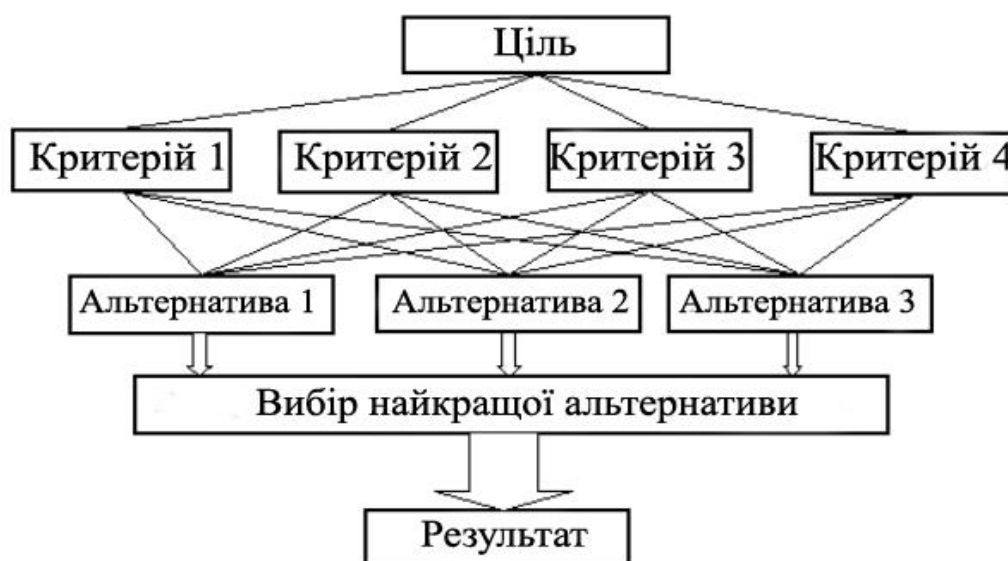 Ціль
Критерій 1
Критерій 2
Критерій 3
Критерій 4
Альтернатива 1
Альтернатива 2
Альтернатива 3
Вибір найкращої альтернативи
Результат